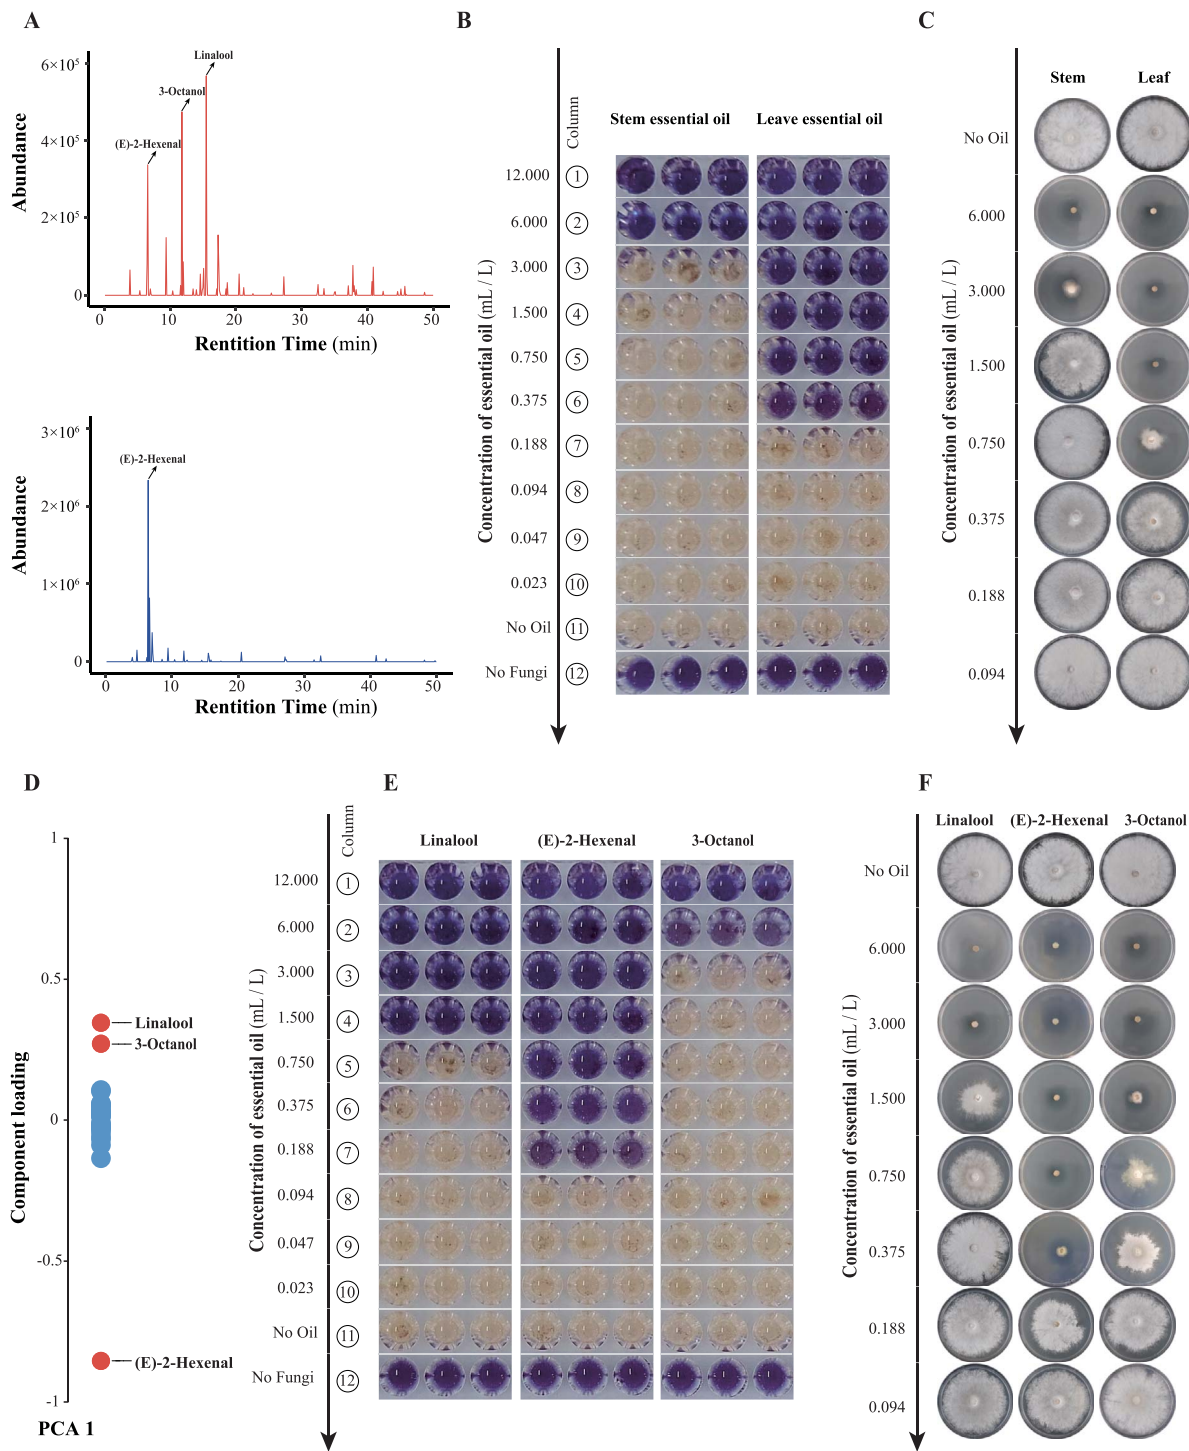 A
6×10⁵
4×10⁵
2×10⁵
0
Abundance
Linalool
3-Octanol
(E)-2-Hexenal
0 10 20 30 40 50
Rentition Time (min)
3×10⁶
2×10⁶
1×10⁶
0
Abundance
(E)-2-Hexenal
0 10 20 30 40 50
Rentition Time (min)
B
Column
Stem essential oil Leave essential oil
Concentration of essential oil (mL / L)
12.000 1
6.000 2
3.000 3
1.500 4
0.750 5
0.375 6
0.188 7
0.094 8
0.047 9
0.023 10
No Oil 11
No Fungi 12
C
Stem Leaf
Concentration of essential oil (mL / L)
No Oil
6.000
3.000
1.500
0.750
0.375
0.188
0.094
D
1
0.5
0
-0.5
-1
Component loading
Linalool
3-Octanol
(E)-2-Hexenal
PCA 1
E
Column
Linalool (E)-2-Hexenal 3-Octanol
Concentration of essential oil (mL / L)
12.000 1
6.000 2
3.000 3
1.500 4
0.750 5
0.375 6
0.188 7
0.094 8
0.047 9
0.023 10
No Oil 11
No Fungi 12
F
Linalool (E)-2-Hexenal 3-Octanol
Concentration of essential oil (mL / L)
No Oil
6.000
3.000
1.500
0.750
0.375
0.188
0.094